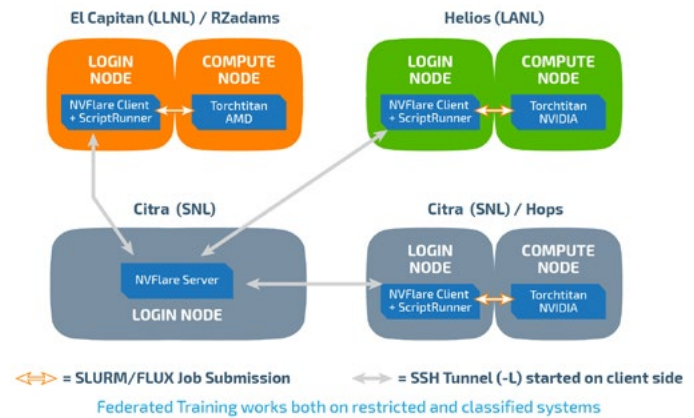 El Capitan (LLNL) / RZadams
Helios (LANL)
LOGIN
NODE
COMPUTE
NODE
NVFlare Client
+ ScriptRunner
Torchtitan
AMD
LOGIN
NODE
COMPUTE
NODE
NVFlare Client
+ ScriptRunner
Torchtitan
NVIDIA
Citra (SNL)
Citra (SNL) / Hops
NVFlare Server
LOGIN NODE
LOGIN
NODE
COMPUTE
NODE
NVFlare Client
+ ScriptRunner
Torchtitan
NVIDIA
= SLURM/FLUX Job Submission
= SSH Tunnel (-L) started on client side
Federated Training works both on restricted and classified systems